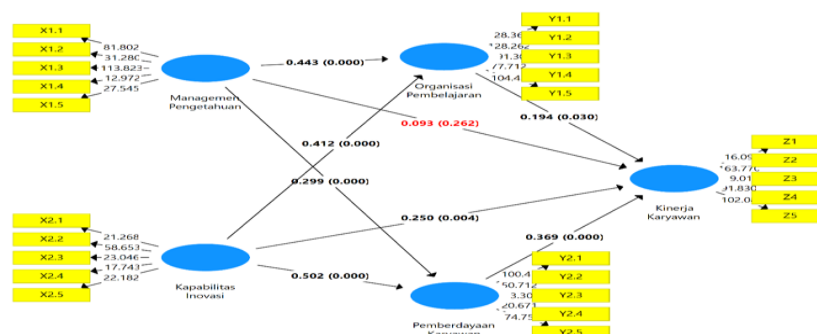 X1.1
X1.2
X1.3
X1.4
X1.5
81.802
113.823
12.972
27.545
Managemen
Pengetahuan
0.443 (0.000)
Organisasi
Pembelajaran
Y1.1
Y1.2
Y1.3
Y1.4
Y1.5
0.194 (0.030)
0.093 (0.262)
0.412 (0.000)
0.299 (0.000)
0.250 (0.004)
0.369 (0.000)
0.502 (0.000)
Z1
Z2
Z3
Z4
Z5
Kinerja
Karyawan
X2.1
X2.2
X2.3
X2.4
X2.5
21.268
58.653
23.046
17.743
22.182
Kapabilitas
Inovasi
Pemberdayaan
Y2.1
Y2.2
Y2.3
Y2.4
Y2.5